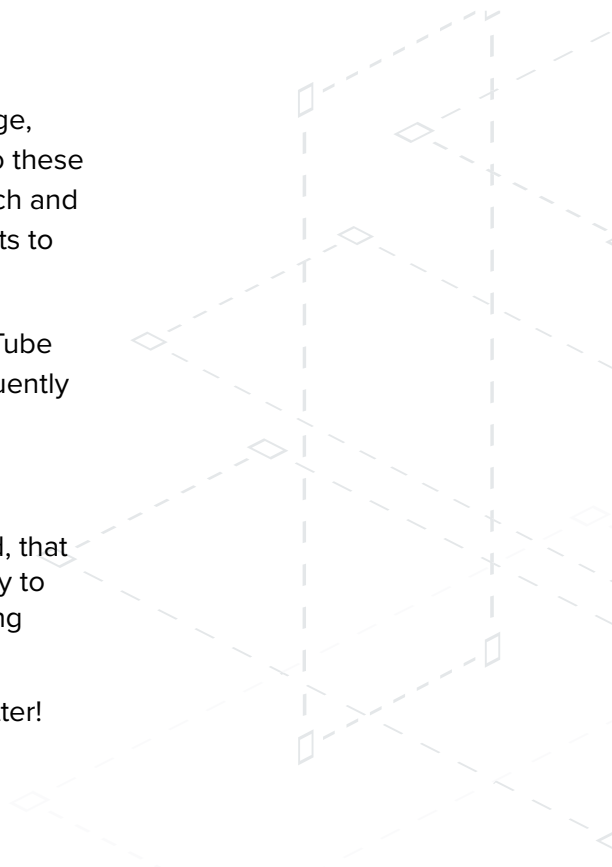 ge,
o these
ch and
ts to
Tube
uently
l, that
y to
ng
ter!